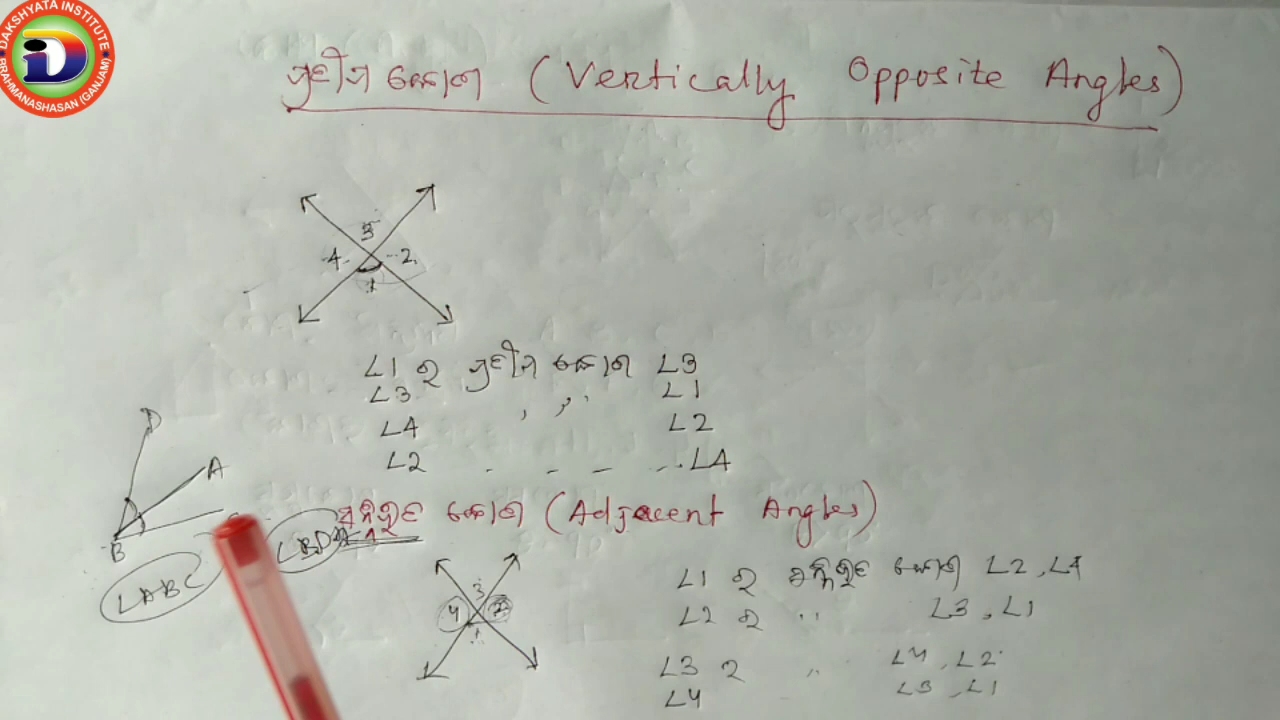 DAKSHYATA INSTITUTE
BRAHMANASHASAN (GANJAM)
iD
ପ୍ରତୀପ କୋଣ (Vertically Opposite Angles)
3
4 2
1
∠1 ର ପ୍ରତୀପ କୋଣ ∠3
∠3 ,, ∠1
∠4 ∠2
∠2 - - - ∠4
D
A
B
∠ABC
ସନ୍ନିହିତ କୋଣ (Adjacent Angles)
3
4 2
1
∠1 ର ସନ୍ନିହିତ କୋଣ ∠2, ∠4
∠2 ର ,, ∠3, ∠1
∠3 ର ,, ∠4, ∠2
∠4 ∠3, ∠1